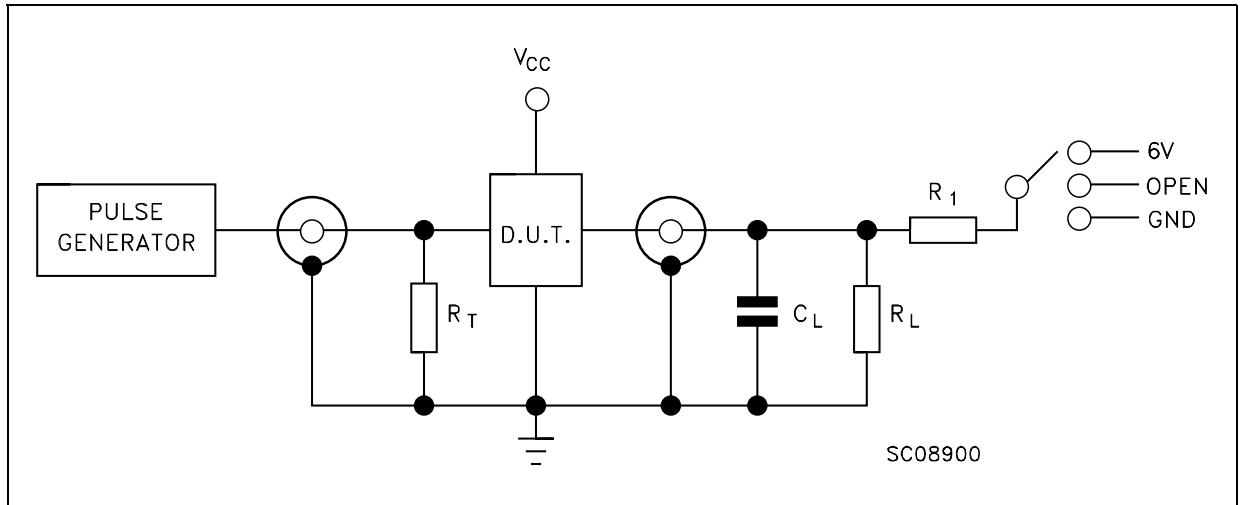 VCC
PULSE
GENERATOR
D.U.T.
RT
CL
RL
R1
6V
OPEN
GND
SC08900